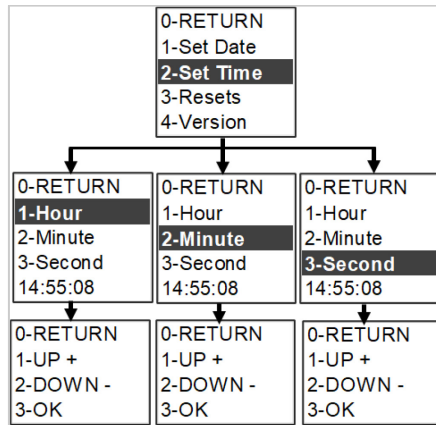 0-RETURN
1-Set Date
2-Set Time
3-Resets
4-Version
0-RETURN
1-Hour
2-Minute
3-Second
14:55:08
0-RETURN
1-Hour
2-Minute
3-Second
14:55:08
0-RETURN
1-Hour
2-Minute
3-Second
14:55:08
0-RETURN
1-UP +
2-DOWN -
3-OK
0-RETURN
1-UP +
2-DOWN -
3-OK
0-RETURN
1-UP +
2-DOWN -
3-OK